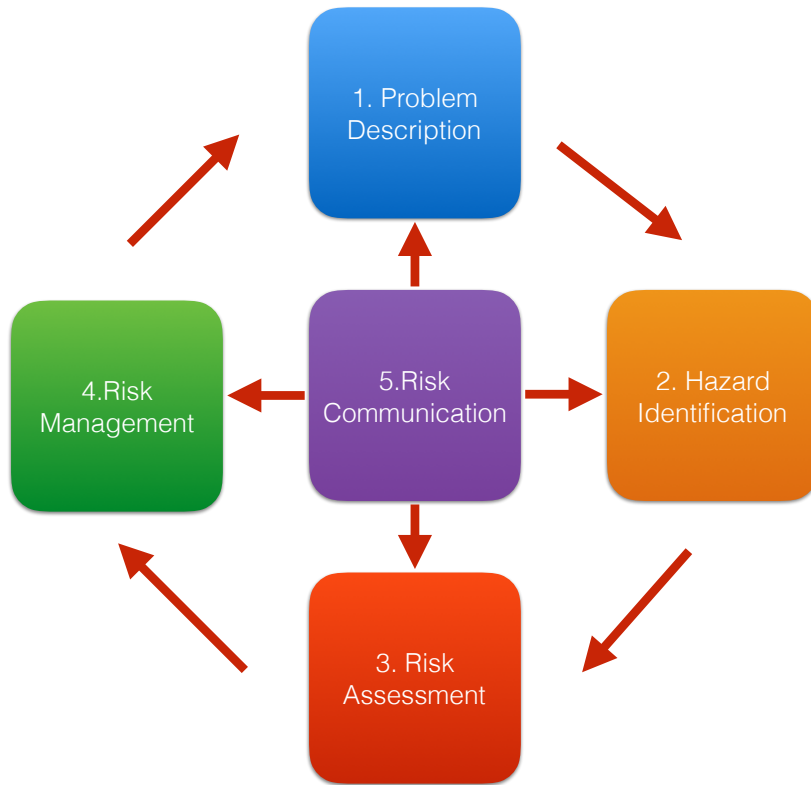 1. Problem
Description
4.Risk
Management
5.Risk
Communication
2. Hazard
Identification
3. Risk
Assessment